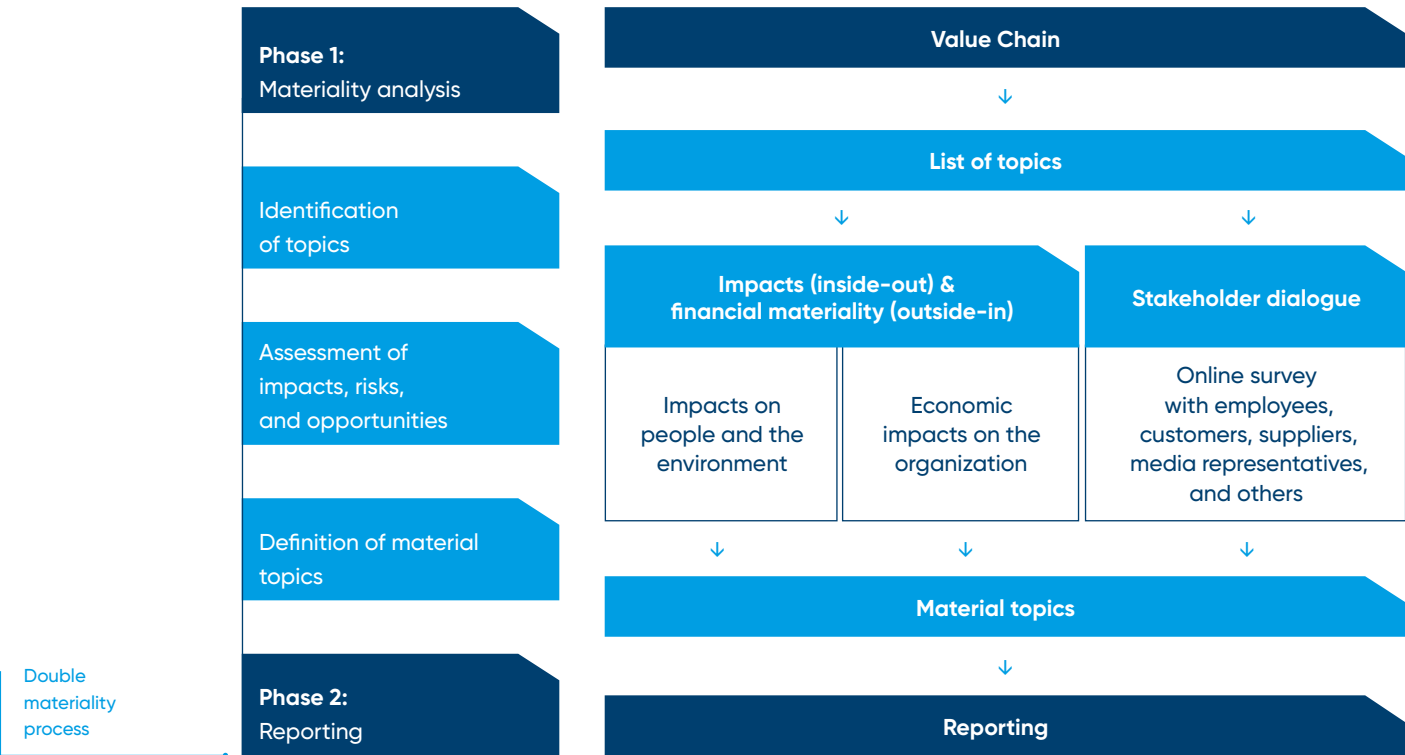 Phase 1:
Materiality analysis
Identification
of topics
Assessment of
impacts, risks,
and opportunities
Definition of material
topics
Phase 2:
Reporting
Value Chain
↓
List of topics
↓ ↓
Impacts (inside-out) &
financial materiality (outside-in)
Impacts on
people and the
environment
Economic
impacts on the
organization
Stakeholder dialogue
Online survey
with employees,
customers, suppliers,
media representatives,
and others
↓ ↓ ↓
Material topics
↓
Reporting
Double
materiality
process